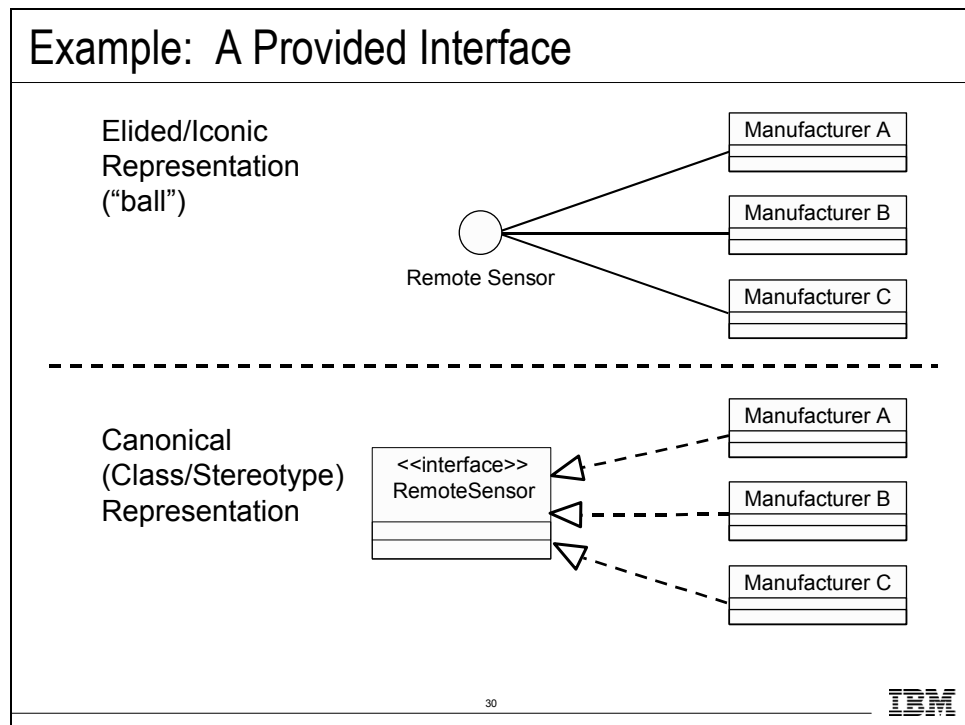 Example: A Provided Interface
Elided/Iconic
Representation
(“ball”)
Remote Sensor
Manufacturer A
Manufacturer B
Manufacturer C
Canonical
(Class/Stereotype)
Representation
<<interface>>
RemoteSensor
Manufacturer A
Manufacturer B
Manufacturer C
30
IBM